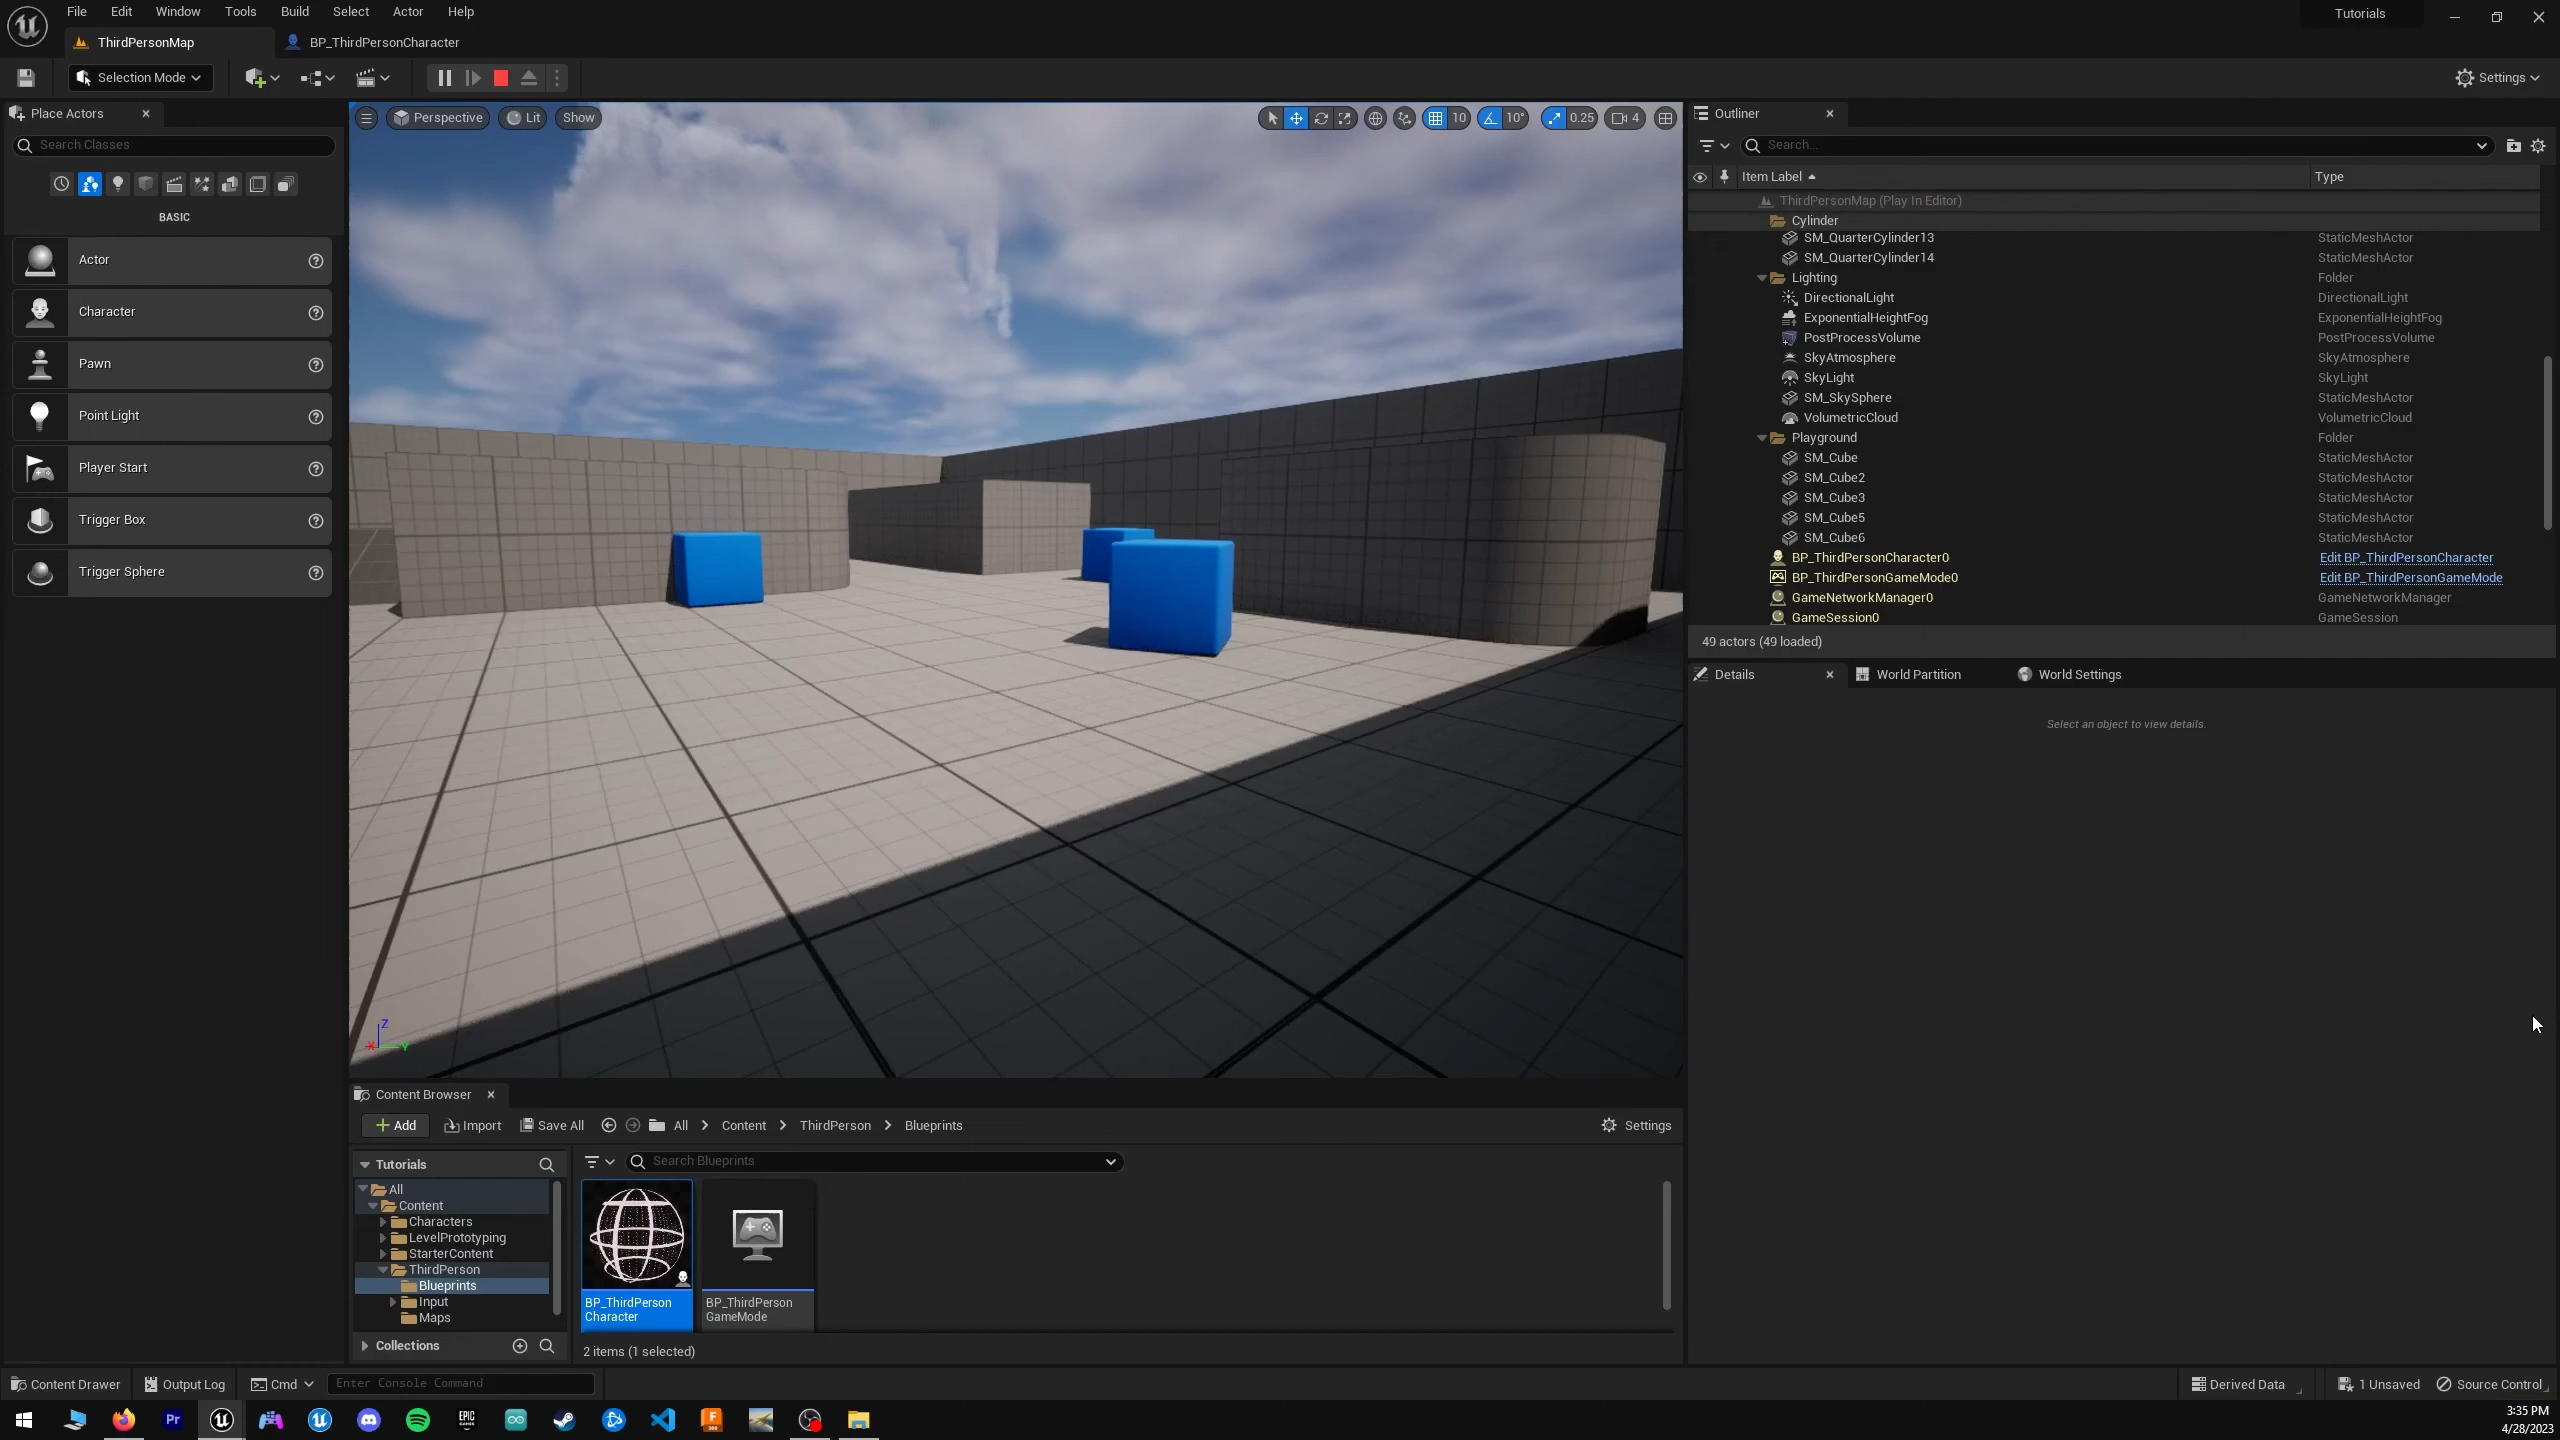 File Edit Window Tools Build Select Actor Help
Tutorials
ThirdPersonMap
BP_ThirdPersonCharacter
Selection Mode
Settings
Place Actors
Search Classes
BASIC
Actor
Character
Pawn
Point Light
Player Start
Trigger Box
Trigger Sphere
Perspective
Lit
Show
10
10°
0.25
4
Outliner
Search...
Item Label
Type
ThirdPersonMap (Play In Editor)
Cylinder
SM_QuarterCylinder13 StaticMeshActor
SM_QuarterCylinder14 StaticMeshActor
Lighting Folder
DirectionalLight DirectionalLight
ExponentialHeightFog ExponentialHeightFog
PostProcessVolume PostProcessVolume
SkyAtmosphere SkyAtmosphere
SkyLight SkyLight
SM_SkySphere StaticMeshActor
VolumetricCloud VolumetricCloud
Playground Folder
SM_Cube StaticMeshActor
SM_Cube2 StaticMeshActor
SM_Cube3 StaticMeshActor
SM_Cube5 StaticMeshActor
SM_Cube6 StaticMeshActor
BP_ThirdPersonCharacter0 Edit BP_ThirdPersonCharacter
BP_ThirdPersonGameMode0 Edit BP_ThirdPersonGameMode
GameNetworkManager0 GameNetworkManager
GameSession0 GameSession
49 actors (49 loaded)
Details
World Partition
World Settings
Select an object to view details.
Z
X
Y
Content Browser
Add
Import
Save All
All
Content
ThirdPerson
Blueprints
Settings
Tutorials
Search Blueprints
All
Content
Characters
LevelPrototyping
StarterContent
ThirdPerson
Blueprints
Input
Maps
Collections
BP_ThirdPerson
Character
BP_ThirdPerson
GameMode
2 items (1 selected)
Content Drawer
Output Log
Cmd
Enter Console Command
Derived Data
1 Unsaved
Source Control
Pr
EPIC
GAMES
F
3:35 PM
4/28/2023